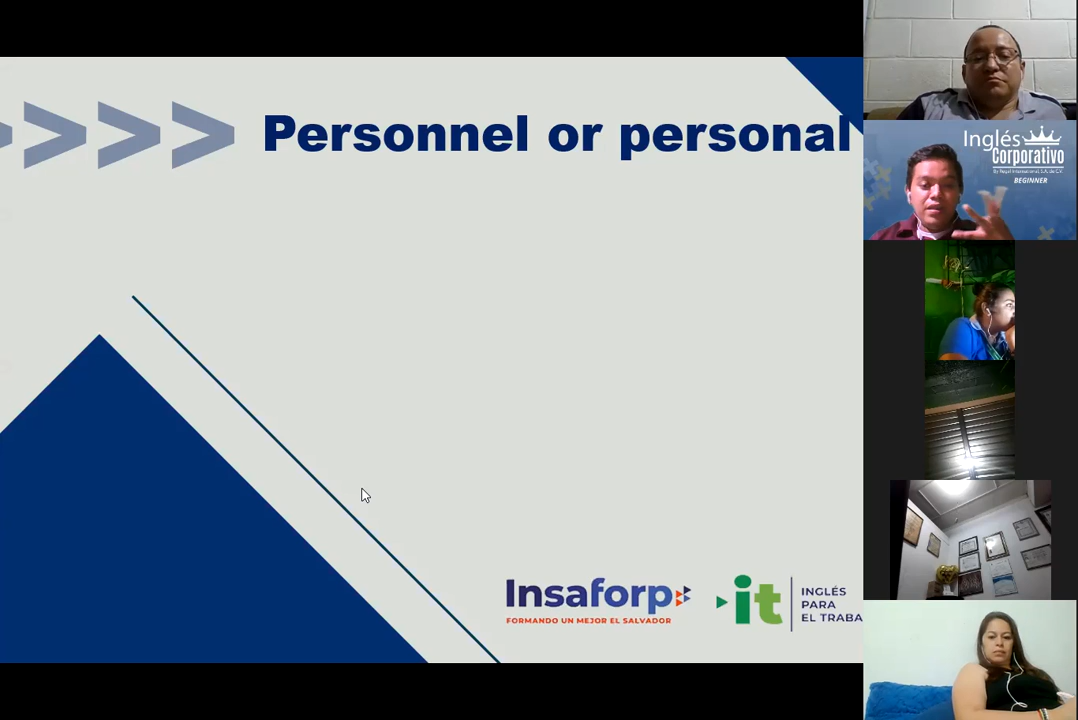 Personnel or personal
Inglés
Corporativo
BEGINNER
Insaforp
FORMANDO UN MEJOR EL SALVADOR
it
INGLÉS
PARA
EL TRABA